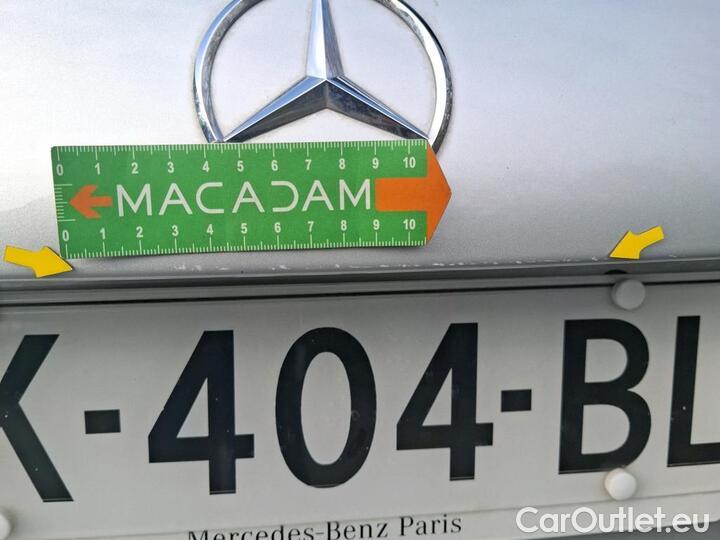 0 1 2 3 4 5 6 7 8 9 10
MACADAM
0 1 2 3 4 5 6 7 8 9 10
K-404-BL
Mercedes-Benz Paris
CarOutlet.eu